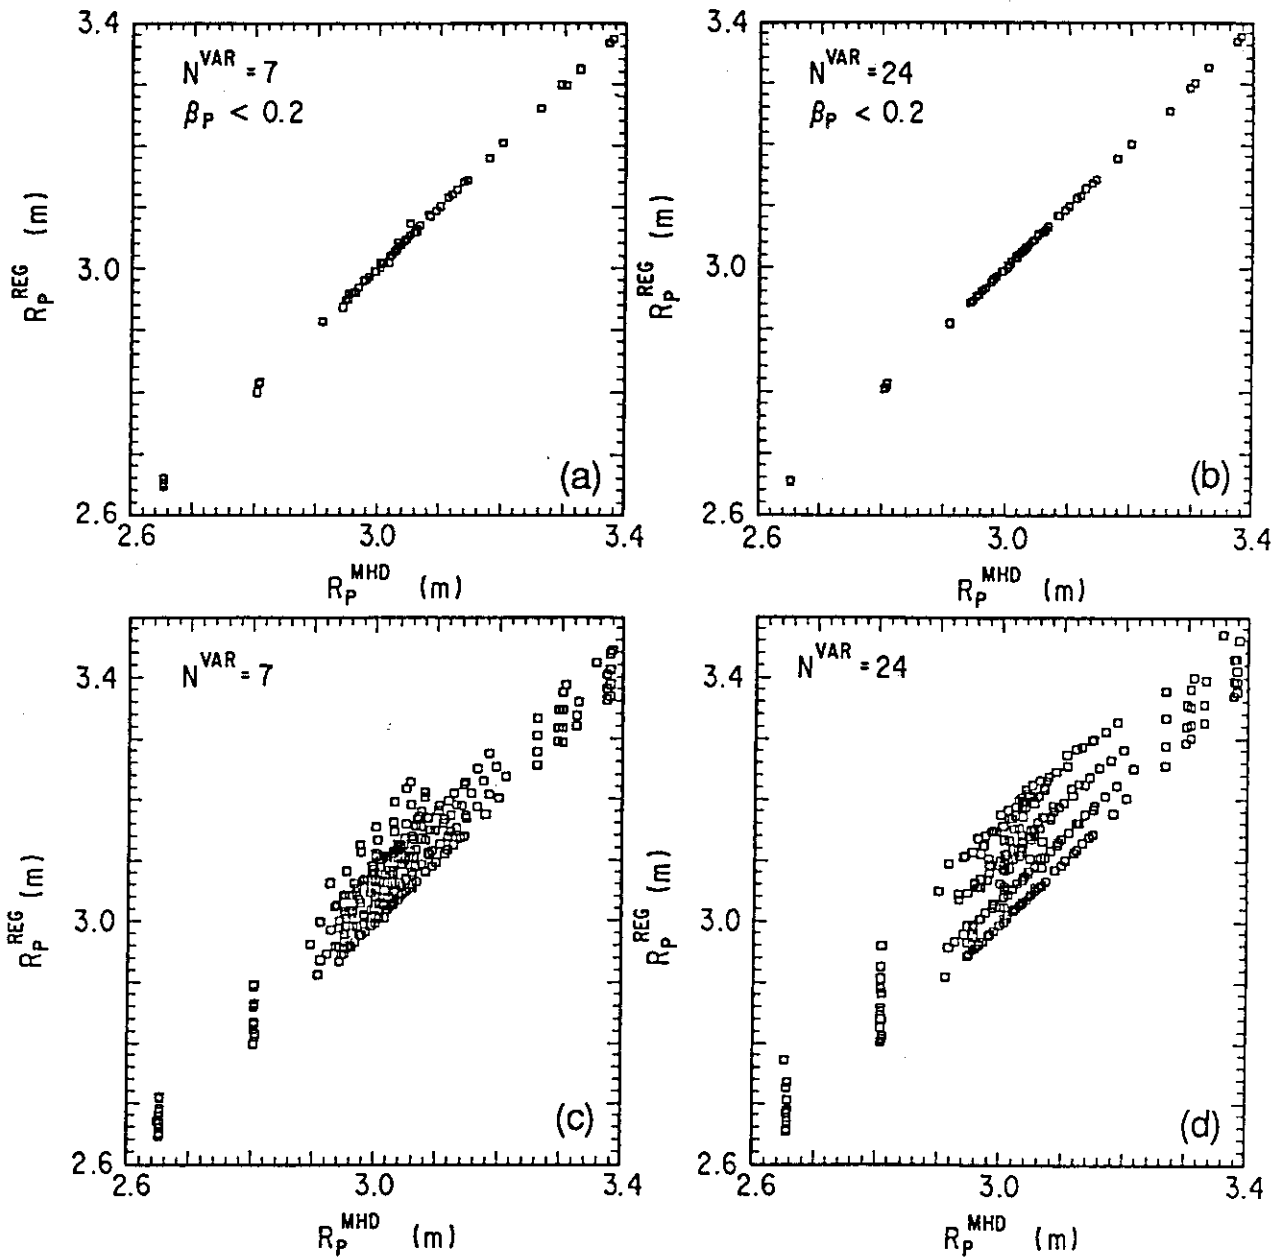 3.4
N^VAR = 7
β_P < 0.2
R_P^REG (m)
3.0
2.6
(a)
2.6 3.0 3.4
R_P^MHD (m)
3.4
N^VAR = 24
β_P < 0.2
R_P^REG (m)
3.0
2.6
(b)
2.6 3.0 3.4
R_P^MHD (m)
N^VAR = 7
3.4
R_P^REG (m)
3.0
2.6
(c)
2.6 3.0 3.4
R_P^MHD (m)
N^VAR = 24
3.4
R_P^REG (m)
3.0
2.6
(d)
2.6 3.0 3.4
R_P^MHD (m)